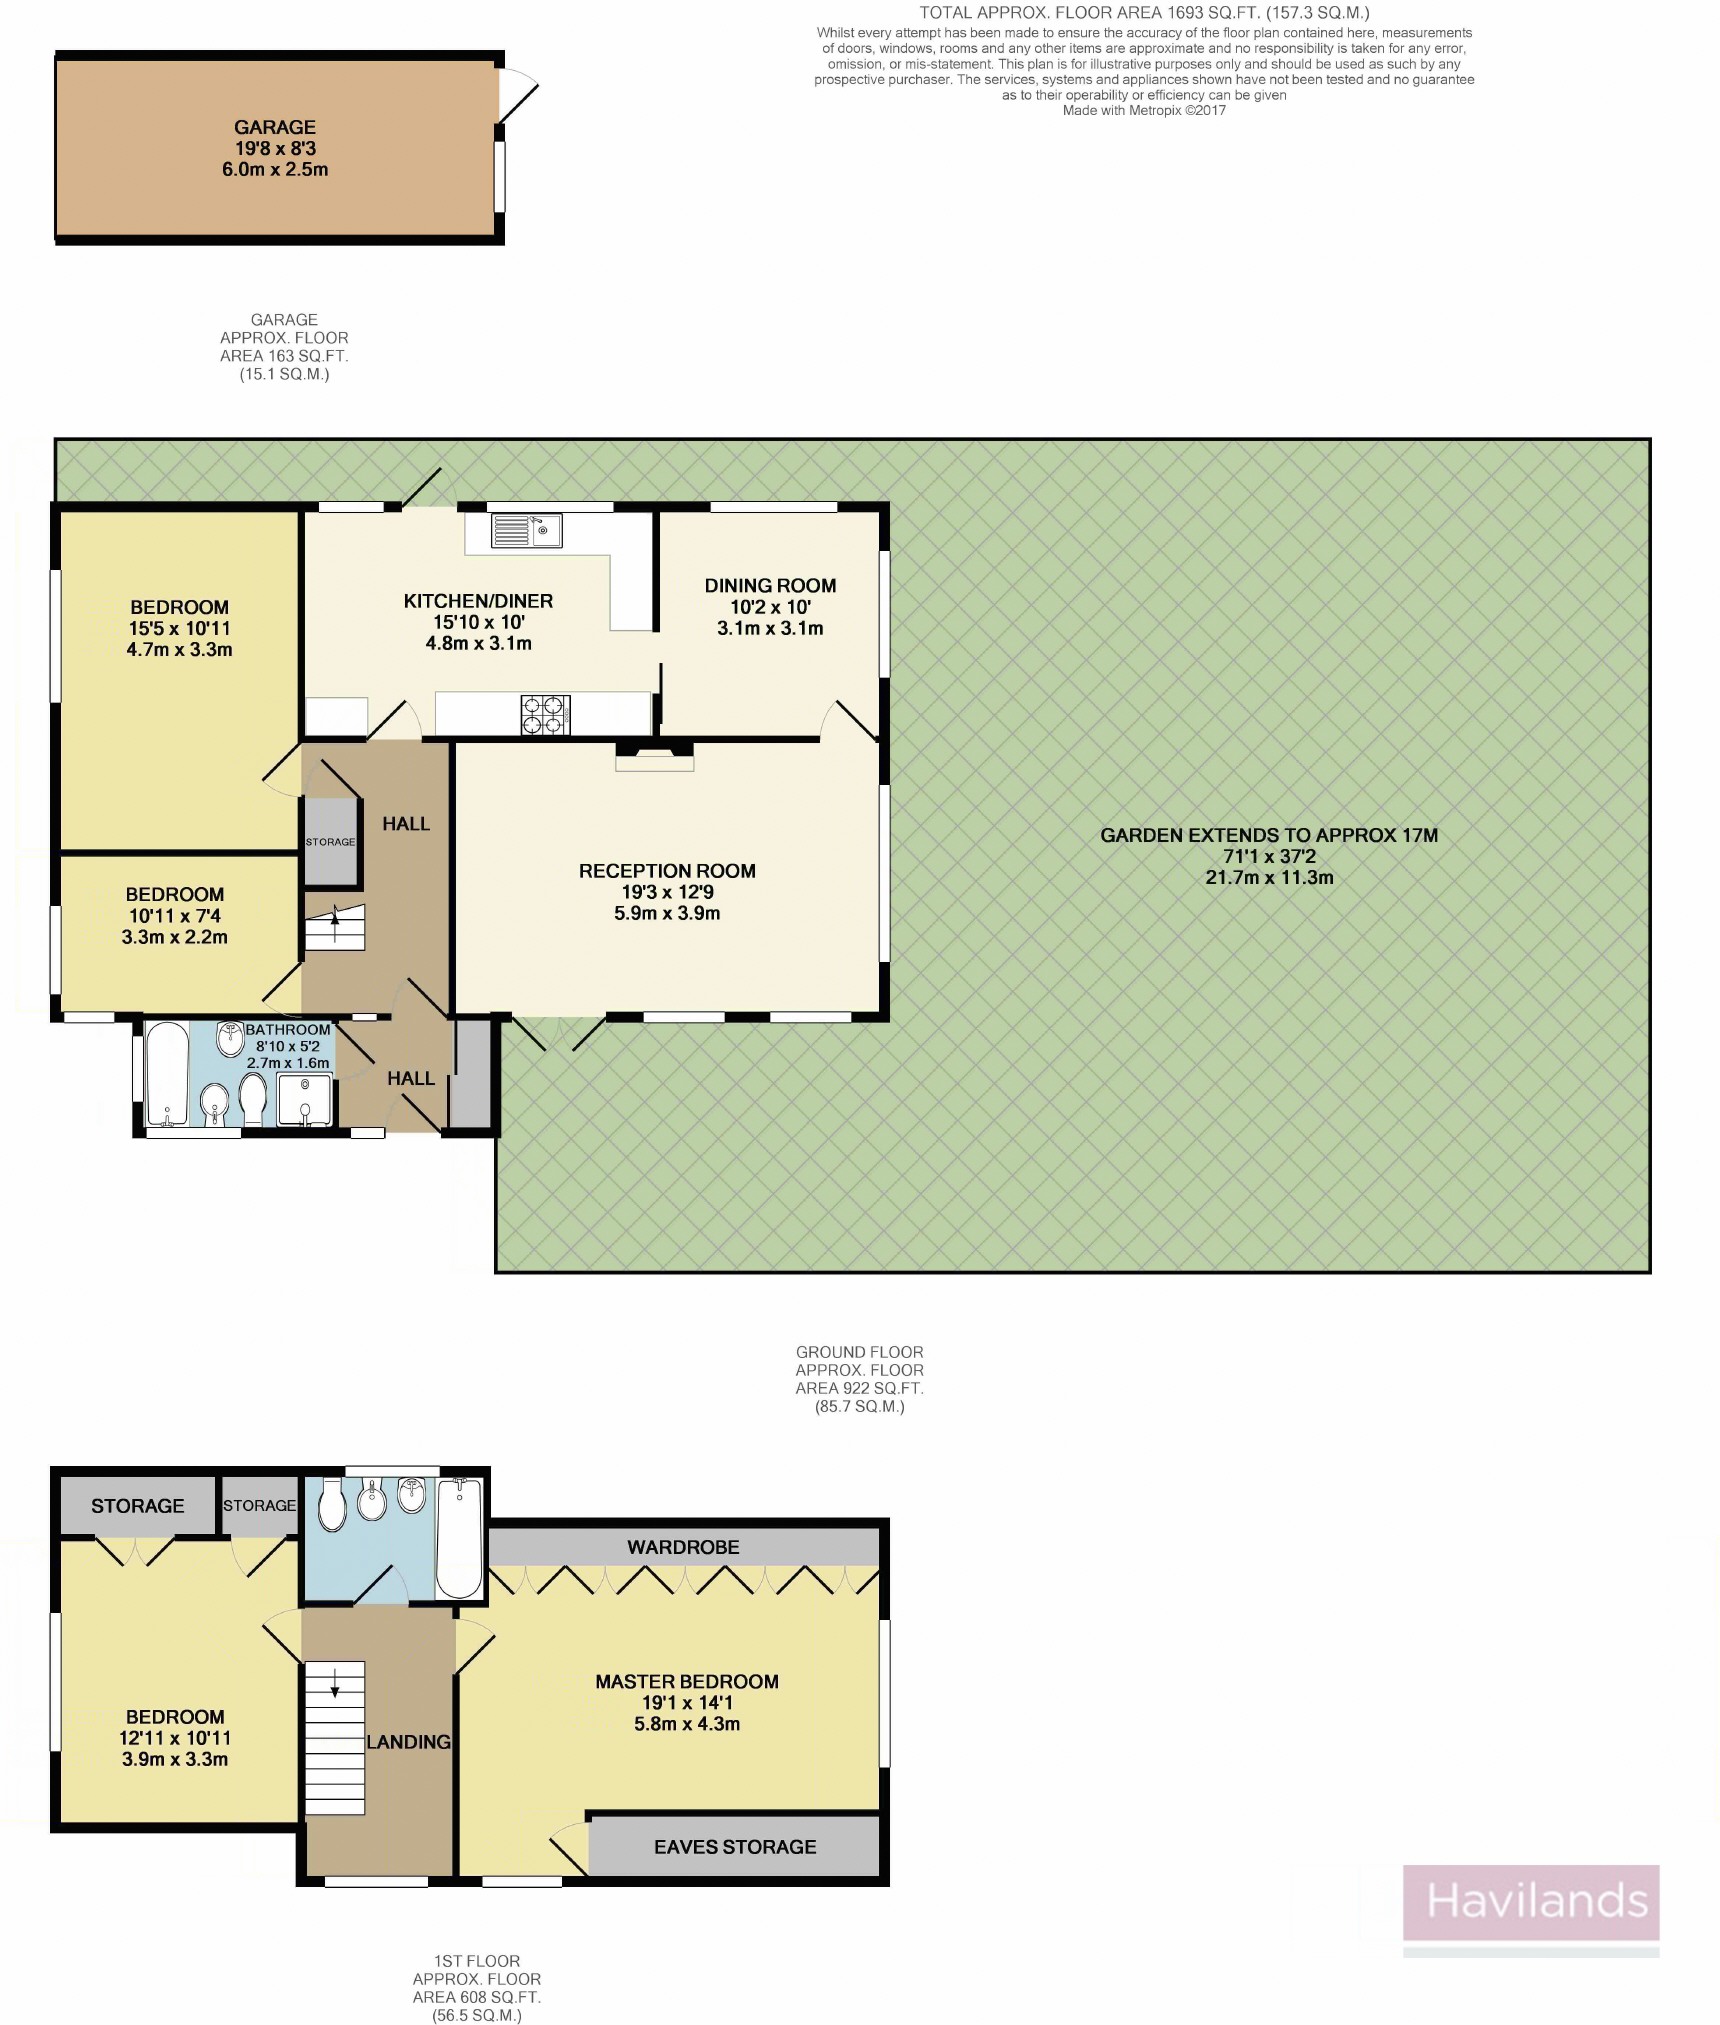 TOTAL APPROX. FLOOR AREA 1693 SQ.FT. (157.3 SQ.M.)
Whilst every attempt has been made to ensure the accuracy of the floor plan contained here, measurements
of doors, windows, rooms and any other items are approximate and no responsibility is taken for any error,
omission, or mis-statement. This plan is for illustrative purposes only and should be used as such by any
prospective purchaser. The services, systems and appliances shown have not been tested and no guarantee
as to their operability or efficiency can be given
Made with Metropix ©2017
GARAGE
19'8 x 8'3
6.0m x 2.5m
GARAGE
APPROX. FLOOR
AREA 163 SQ.FT.
(15.1 SQ.M.)
BEDROOM
15'5 x 10'11
4.7m x 3.3m
KITCHEN/DINER
15'10 x 10'
4.8m x 3.1m
DINING ROOM
10'2 x 10'
3.1m x 3.1m
HALL
STORAGE
BEDROOM
10'11 x 7'4
3.3m x 2.2m
RECEPTION ROOM
19'3 x 12'9
5.9m x 3.9m
GARDEN EXTENDS TO APPROX 17M
71'1 x 37'2
21.7m x 11.3m
BATHROOM
8'10 x 5'2
2.7m x 1.6m
HALL
GROUND FLOOR
APPROX. FLOOR
AREA 922 SQ.FT.
(85.7 SQ.M.)
STORAGE
STORAGE
WARDROBE
BEDROOM
12'11 x 10'11
3.9m x 3.3m
LANDING
MASTER BEDROOM
19'1 x 14'1
5.8m x 4.3m
EAVES STORAGE
1ST FLOOR
APPROX. FLOOR
AREA 608 SQ.FT.
(56.5 SQ.M.)
Havilands